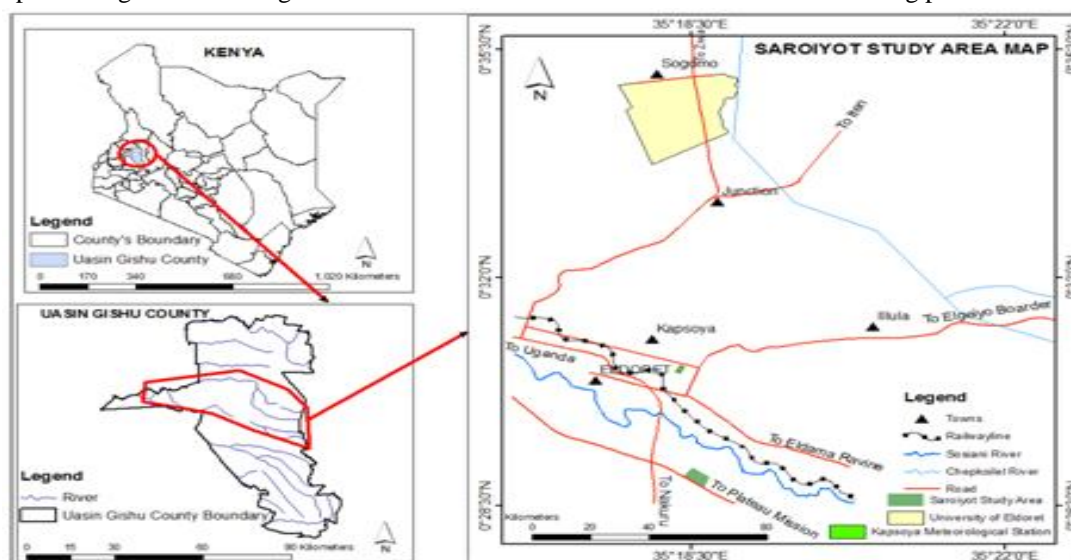 KENYA
N
Legend
County's Boundary
Uasin Gishu County
0 170 340 680 1,020 Kilometers
UASIN GISHU COUNTY
Legend
River
Uasin Gishu County Boundary
N
0 15 30 60 90 Kilometers
35°18'30"E 35°22'0"E
SAROIYOT STUDY AREA MAP
N
0°35'30"N
Sogomo
To Iten
Junction
0°32'0"N
Kapsoya
Illula
To Elgeiyo Boarder
To Uganda
ELDORET
To Eldama Ravine
To Nakuru
To Plateau Mission
0°28'30"N
Legend
Towns
Railwayline
Sosiani River
Chepkoilel River
Road
Saroiyot Study Area
University of Eldoret
Kapsoya Meteorological Station
Kilometers
0 20 40 80
35°18'30"E 35°22'0"E